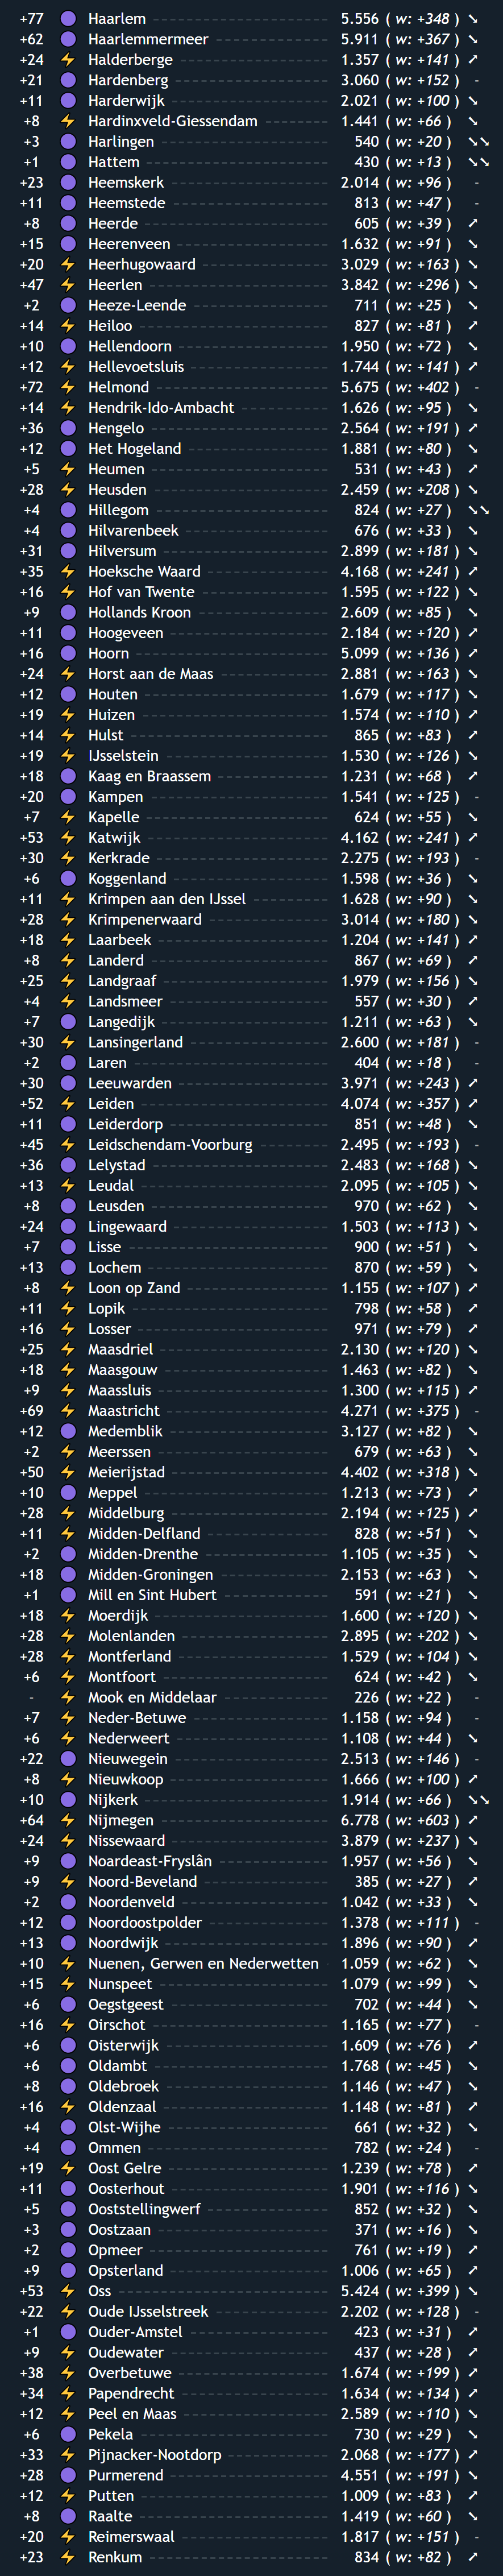 +77 Haarlem 5.556 ( w: +348 ) ↘
+62 Haarlemmermeer 5.911 ( w: +367 ) ↘
+24 ⚡ Halderberge 1.357 ( w: +141 ) ↗
+21 Hardenberg 3.060 ( w: +152 ) -
+11 Harderwijk 2.021 ( w: +100 ) ↘
+8 ⚡ Hardinxveld-Giessendam 1.441 ( w: +66 ) ↘
+3 Harlingen 540 ( w: +20 ) ↘↘
+1 Hattem 430 ( w: +13 ) ↘↘
+23 Heemskerk 2.014 ( w: +96 ) -
+11 Heemstede 813 ( w: +47 ) -
+8 Heerde 605 ( w: +39 ) ↗
+15 Heerenveen 1.632 ( w: +91 ) ↘
+20 ⚡ Heerhugowaard 3.029 ( w: +163 ) ↘
+47 ⚡ Heerlen 3.842 ( w: +296 ) ↘
+2 Heeze-Leende 711 ( w: +25 ) ↘
+14 ⚡ Heiloo 827 ( w: +81 ) ↗
+10 Hellendoorn 1.950 ( w: +72 ) ↘
+12 ⚡ Hellevoetsluis 1.744 ( w: +141 ) ↗
+72 ⚡ Helmond 5.675 ( w: +402 ) -
+14 ⚡ Hendrik-Ido-Ambacht 1.626 ( w: +95 ) ↘
+36 Hengelo 2.564 ( w: +191 ) ↗
+12 Het Hogeland 1.881 ( w: +80 ) ↘
+5 ⚡ Heumen 531 ( w: +43 ) ↗
+28 ⚡ Heusden 2.459 ( w: +208 ) ↘
+4 Hillegom 824 ( w: +27 ) ↘↘
+4 Hilvarenbeek 676 ( w: +33 ) ↘
+31 Hilversum 2.899 ( w: +181 ) ↘
+35 ⚡ Hoeksche Waard 4.168 ( w: +241 ) ↗
+16 ⚡ Hof van Twente 1.595 ( w: +122 ) ↘
+9 Hollands Kroon 2.609 ( w: +85 ) ↘
+11 Hoogeveen 2.184 ( w: +120 ) ↗
+16 Hoorn 5.099 ( w: +136 ) ↗
+24 ⚡ Horst aan de Maas 2.881 ( w: +163 ) ↘
+12 Houten 1.679 ( w: +117 ) ↘
+19 ⚡ Huizen 1.574 ( w: +110 ) ↗
+14 ⚡ Hulst 865 ( w: +83 ) ↗
+19 ⚡ IJsselstein 1.530 ( w: +126 ) ↘
+18 Kaag en Braassem 1.231 ( w: +68 ) ↗
+20 Kampen 1.541 ( w: +125 ) -
+7 ⚡ Kapelle 624 ( w: +55 ) ↘
+53 ⚡ Katwijk 4.162 ( w: +241 ) ↗
+30 ⚡ Kerkrade 2.275 ( w: +193 ) -
+6 Koggenland 1.598 ( w: +36 ) ↘
+11 ⚡ Krimpen aan den IJssel 1.628 ( w: +90 ) ↘
+28 ⚡ Krimpenerwaard 3.014 ( w: +180 ) ↘
+18 ⚡ Laarbeek 1.204 ( w: +141 ) ↗
+8 ⚡ Landerd 867 ( w: +69 ) ↗
+25 ⚡ Landgraaf 1.979 ( w: +156 ) ↘
+4 ⚡ Landsmeer 557 ( w: +30 ) ↗
+7 Langedijk 1.211 ( w: +63 ) ↘
+30 ⚡ Lansingerland 2.600 ( w: +181 ) -
+2 Laren 404 ( w: +18 ) -
+30 Leeuwarden 3.971 ( w: +243 ) ↗
+52 ⚡ Leiden 4.074 ( w: +357 ) ↗
+11 Leiderdorp 851 ( w: +48 ) ↘
+45 ⚡ Leidschendam-Voorburg 2.495 ( w: +193 ) -
+36 Lelystad 2.483 ( w: +168 ) ↘
+13 ⚡ Leudal 2.095 ( w: +105 ) ↘
+8 Leusden 970 ( w: +62 ) ↘
+24 Lingewaard 1.503 ( w: +113 ) ↘
+7 Lisse 900 ( w: +51 ) ↘
+13 Lochem 870 ( w: +59 ) ↘
+8 ⚡ Loon op Zand 1.155 ( w: +107 ) ↗
+11 ⚡ Lopik 798 ( w: +58 ) ↗
+16 ⚡ Losser 971 ( w: +79 ) ↗
+25 ⚡ Maasdriel 2.130 ( w: +120 ) ↘
+18 ⚡ Maasgouw 1.463 ( w: +82 ) ↘
+9 ⚡ Maassluis 1.300 ( w: +115 ) ↗
+69 ⚡ Maastricht 4.271 ( w: +375 ) -
+12 Medemblik 3.127 ( w: +82 ) ↘
+2 ⚡ Meerssen 679 ( w: +63 ) ↘
+50 ⚡ Meierijstad 4.402 ( w: +318 ) ↘
+10 Meppel 1.213 ( w: +73 ) ↗
+28 ⚡ Middelburg 2.194 ( w: +125 ) ↗
+11 ⚡ Midden-Delfland 828 ( w: +51 ) ↘
+2 Midden-Drenthe 1.105 ( w: +35 ) ↘
+18 Midden-Groningen 2.153 ( w: +63 ) ↘
+1 Mill en Sint Hubert 591 ( w: +21 ) ↘
+18 ⚡ Moerdijk 1.600 ( w: +120 ) ↘
+28 ⚡ Molenlanden 2.895 ( w: +202 ) ↘
+28 ⚡ Montferland 1.529 ( w: +104 ) ↘
+6 ⚡ Montfoort 624 ( w: +42 ) ↘
- ⚡ Mook en Middelaar 226 ( w: +22 ) -
+7 ⚡ Neder-Betuwe 1.158 ( w: +94 ) -
+6 ⚡ Nederweert 1.108 ( w: +44 ) ↘
+22 Nieuwegein 2.513 ( w: +146 ) -
+8 ⚡ Nieuwkoop 1.666 ( w: +100 ) ↗
+10 Nijkerk 1.914 ( w: +66 ) ↘↘
+64 ⚡ Nijmegen 6.778 ( w: +603 ) ↗
+24 ⚡ Nissewaard 3.879 ( w: +237 ) ↘
+9 Noardeast-Fryslân 1.957 ( w: +56 ) ↘
+9 ⚡ Noord-Beveland 385 ( w: +27 ) ↗
+2 Noordenveld 1.042 ( w: +33 ) ↘
+12 Noordoostpolder 1.378 ( w: +111 ) -
+13 Noordwijk 1.896 ( w: +90 ) ↗
+10 ⚡ Nuenen, Gerwen en Nederwetten 1.059 ( w: +62 ) ↘
+15 ⚡ Nunspeet 1.079 ( w: +99 ) ↘
+6 Oegstgeest 702 ( w: +44 ) ↘
+16 ⚡ Oirschot 1.165 ( w: +77 ) -
+6 Oisterwijk 1.609 ( w: +76 ) ↗
+6 Oldambt 1.768 ( w: +45 ) ↘
+8 Oldebroek 1.146 ( w: +47 ) ↘
+16 ⚡ Oldenzaal 1.148 ( w: +81 ) ↗
+4 Olst-Wijhe 661 ( w: +32 ) ↘
+4 Ommen 782 ( w: +24 ) -
+19 ⚡ Oost Gelre 1.239 ( w: +78 ) ↗
+11 Oosterhout 1.901 ( w: +116 ) ↘
+5 Ooststellingwerf 852 ( w: +32 ) ↘
+3 Oostzaan 371 ( w: +16 ) ↘
+2 Opmeer 761 ( w: +19 ) ↗
+9 Opsterland 1.006 ( w: +65 ) ↗
+53 ⚡ Oss 5.424 ( w: +399 ) ↘
+22 ⚡ Oude IJsselstreek 2.202 ( w: +128 ) -
+1 Ouder-Amstel 423 ( w: +31 ) ↗
+9 ⚡ Oudewater 437 ( w: +28 ) ↗
+38 ⚡ Overbetuwe 1.674 ( w: +199 ) ↗
+34 ⚡ Papendrecht 1.634 ( w: +134 ) ↗
+12 ⚡ Peel en Maas 2.589 ( w: +110 ) ↘
+6 Pekela 730 ( w: +29 ) ↘
+33 ⚡ Pijnacker-Nootdorp 2.068 ( w: +177 ) ↗
+28 Purmerend 4.551 ( w: +191 ) ↘
+12 ⚡ Putten 1.009 ( w: +83 ) ↗
+8 Raalte 1.419 ( w: +60 ) ↘
+20 ⚡ Reimerswaal 1.817 ( w: +151 ) -
+23 ⚡ Renkum 834 ( w: +82 ) ↗